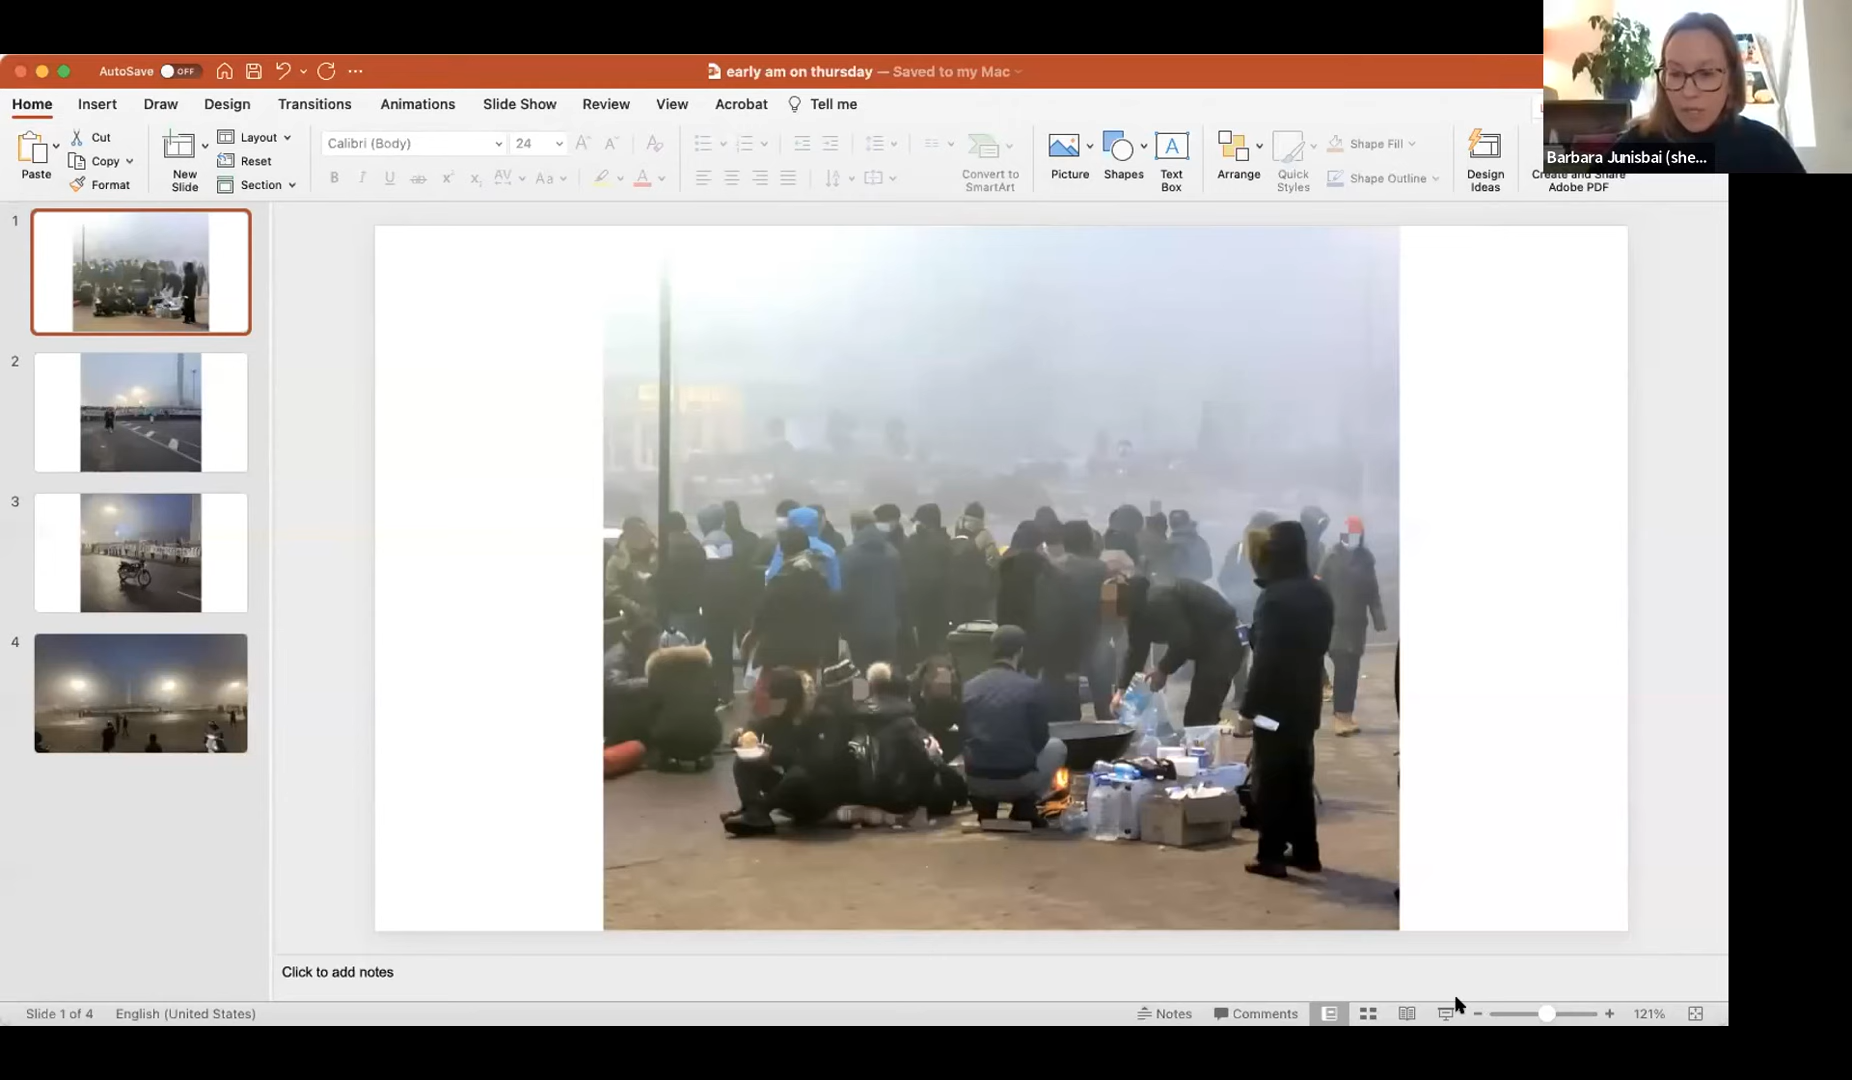 AutoSave OFF
early am on thursday — Saved to my Mac
Home Insert Draw Design Transitions Animations Slide Show Review View Acrobat Tell me
Paste
Cut
Copy
Format
New Slide
Layout
Reset
Section
Calibri (Body) 24
Convert to SmartArt
Picture
Shapes
Text Box
Arrange
Quick Styles
Shape Fill
Shape Outline
Design Ideas
Create and Share Adobe PDF
Barbara Junisbai (she...
1
2
3
4
Click to add notes
Slide 1 of 4 English (United States) Notes Comments 121%